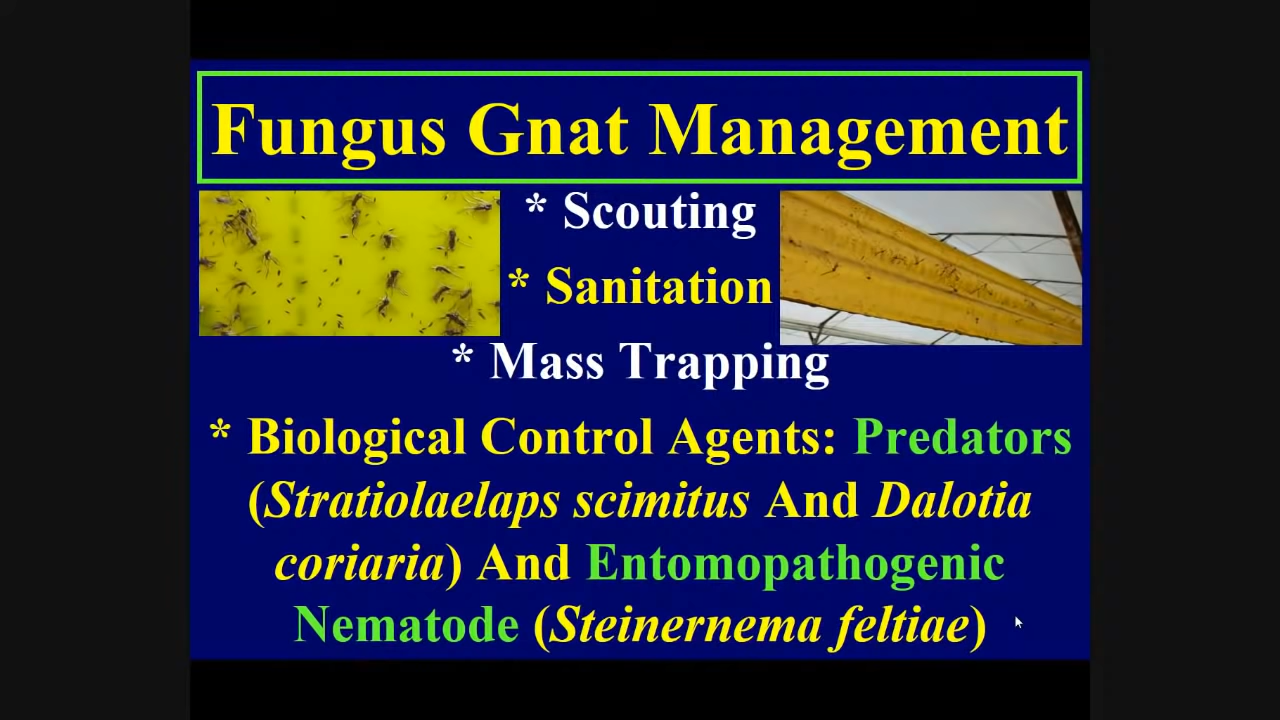 Fungus Gnat Management
* Scouting
* Sanitation
* Mass Trapping
* Biological Control Agents: Predators
(Stratiolaelaps scimitus And Dalotia
coriaria) And Entomopathogenic
Nematode (Steinernema feltiae)